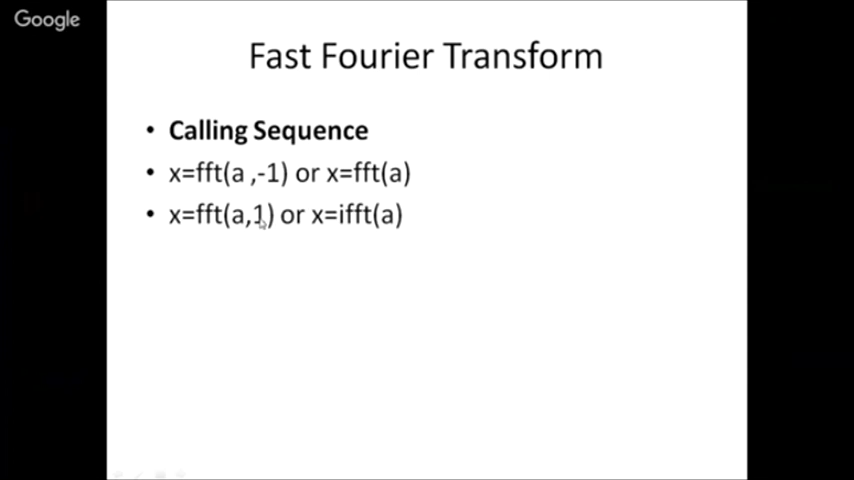 Google
Fast Fourier Transform
• Calling Sequence
• x=fft(a ,-1) or x=fft(a)
• x=fft(a,1) or x=ifft(a)